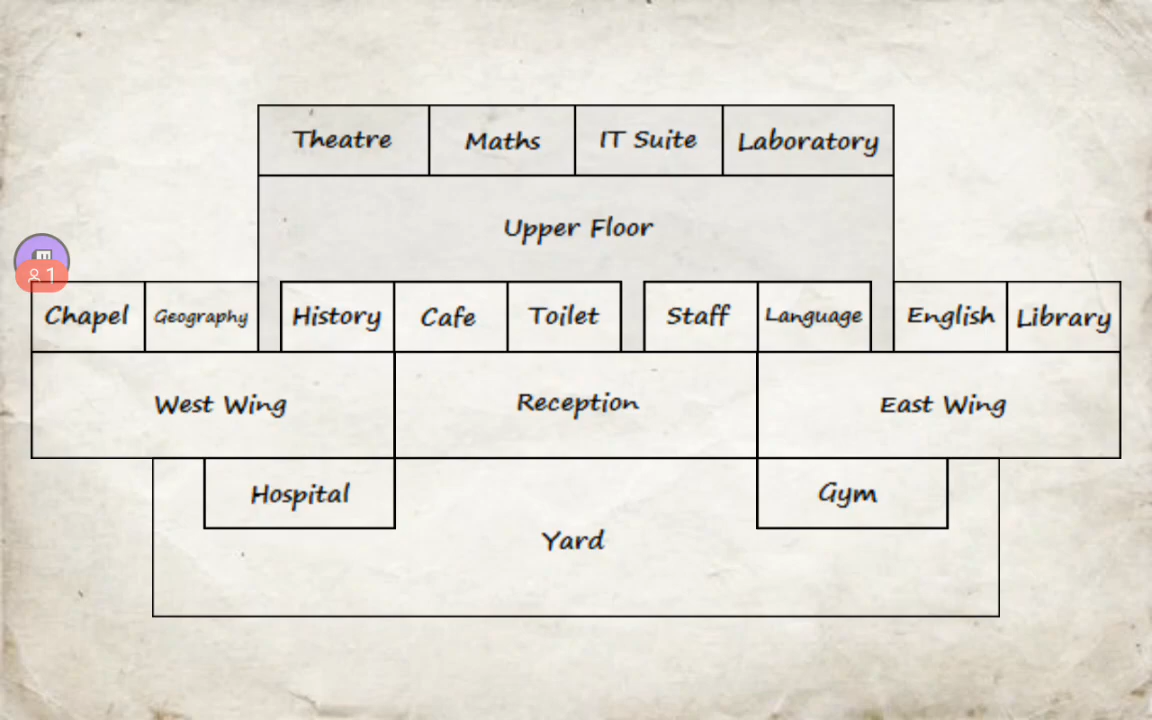 Theatre Maths IT Suite Laboratory
Upper Floor
1
Chapel Geography History Cafe Toilet Staff Language English Library
West Wing Reception East Wing
Hospital Gym
Yard